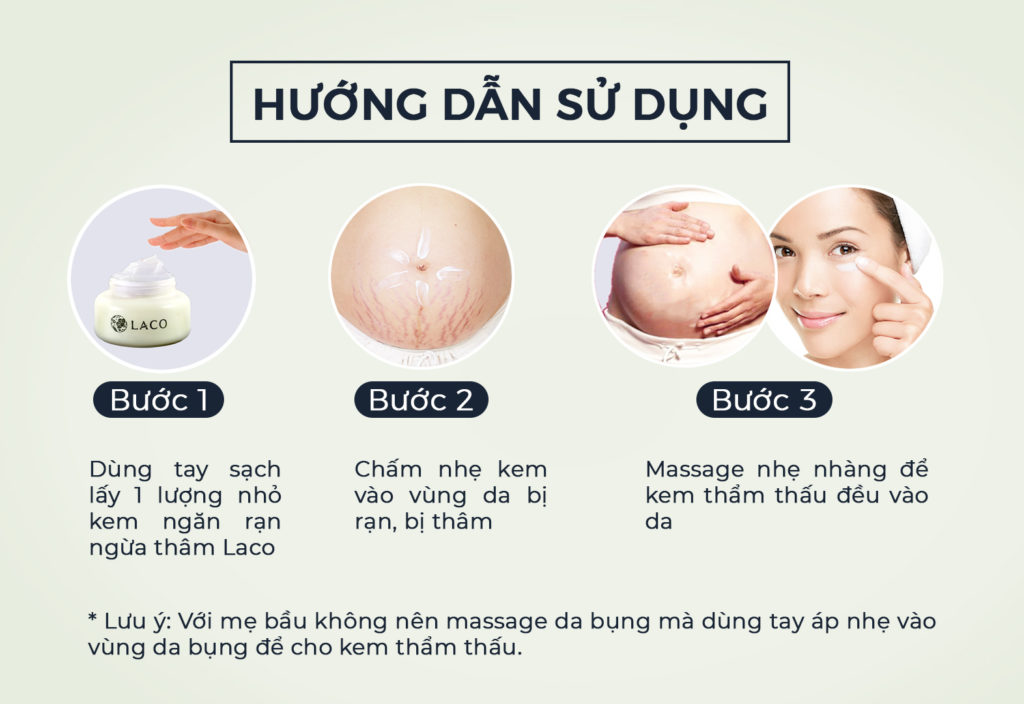 HƯỚNG DẪN SỬ DỤNG
LACO
Bước 1
Dùng tay sạch
lấy 1 lượng nhỏ
kem ngăn rạn
ngừa thâm Laco
Bước 2
Chấm nhẹ kem
vào vùng da bị
rạn, bị thâm
Bước 3
Massage nhẹ nhàng để
kem thẩm thấu đều vào
da
* Lưu ý: Với mẹ bầu không nên massage da bụng mà dùng tay áp nhẹ vào
vùng da bụng để cho kem thẩm thấu.